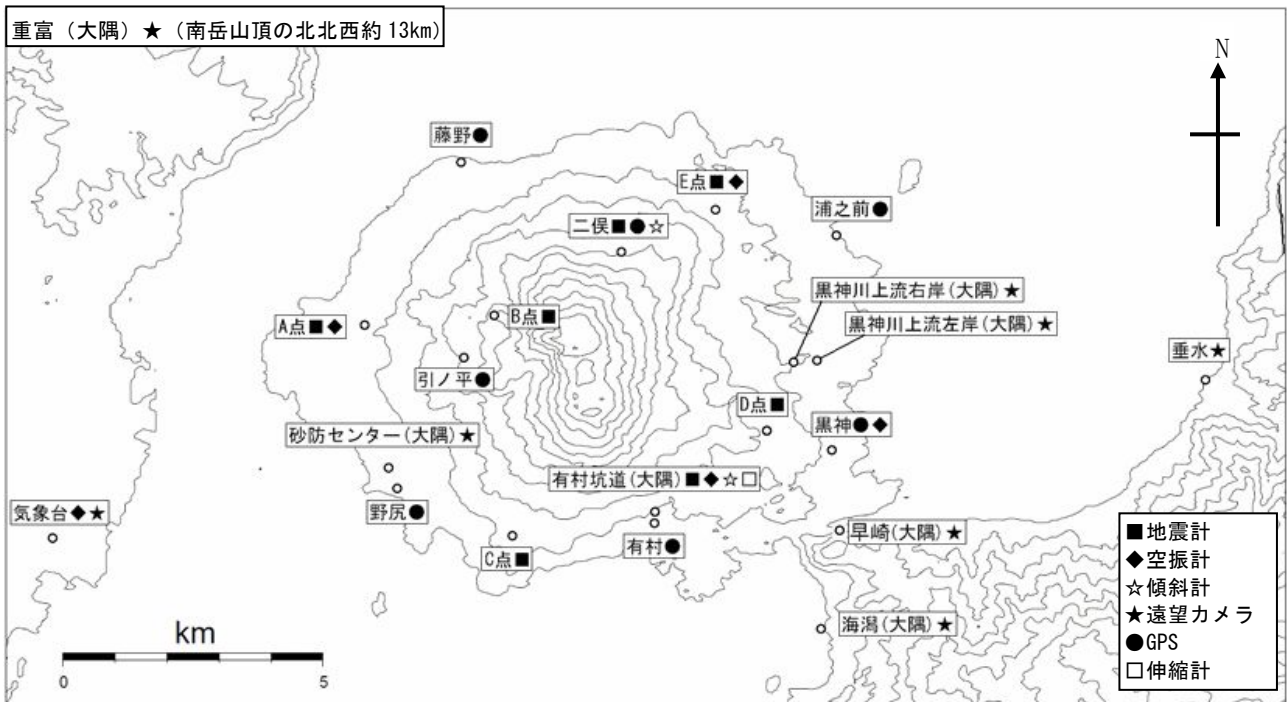 重富（大隅）★（南岳山頂の北北西約 13km）
N
藤野●
E点■◆
浦之前●
二俣■●☆
黒神川上流右岸(大隅)★
B点■
A点■◆
黒神川上流左岸(大隅)★
垂水★
引ノ平●
D点■
黒神●◆
砂防センター(大隅)★
有村坑道(大隅)■◆☆□
気象台◆★
野尻●
早崎(大隅)★
有村●
C点■
海潟(大隅)★
km
0 5
■地震計
◆空振計
☆傾斜計
★遠望カメラ
●GPS
□伸縮計